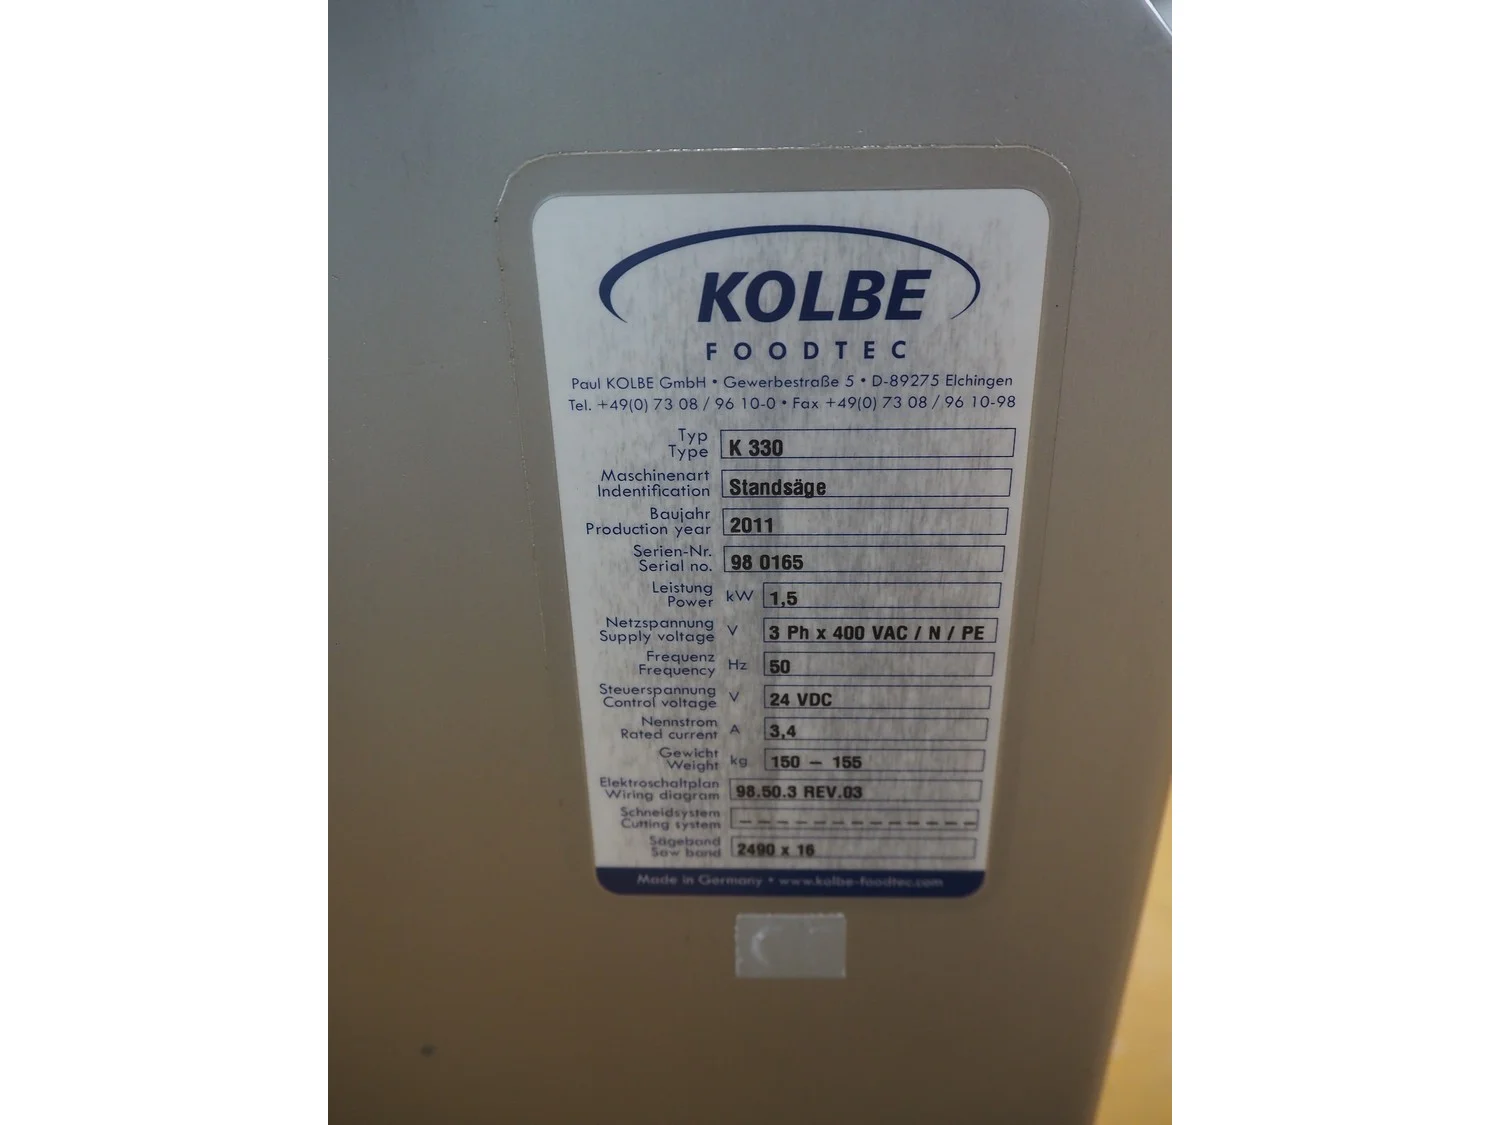 KOLBE
FOODTEC
Paul KOLBE GmbH • Gewerbestraße 5 • D-89275 Elchingen
Tel. +49(0) 73 08 / 96 10-0 • Fax +49(0) 73 08 / 96 10-98
Typ
Type K 330
Maschinenart
Indentification Standsäge
Baujahr
Production year 2011
Serien-Nr.
Serial no. 98 0165
Leistung
Power kW 1,5
Netzspannung
Supply voltage V 3 Ph x 400 VAC / N / PE
Frequenz
Frequency Hz 50
Steuerspannung
Control voltage V 24 VDC
Nennstrom
Rated current A 3,4
Gewicht
Weight kg 150 – 155
Elektroschaltplan
Wiring diagram 98.50.3 REV.03
Schneidsystem
Cutting system – – – – – – – – – – – – –
Sägeband
Saw band 2490 x 16
Made in Germany • www.kolbe-foodtec.com